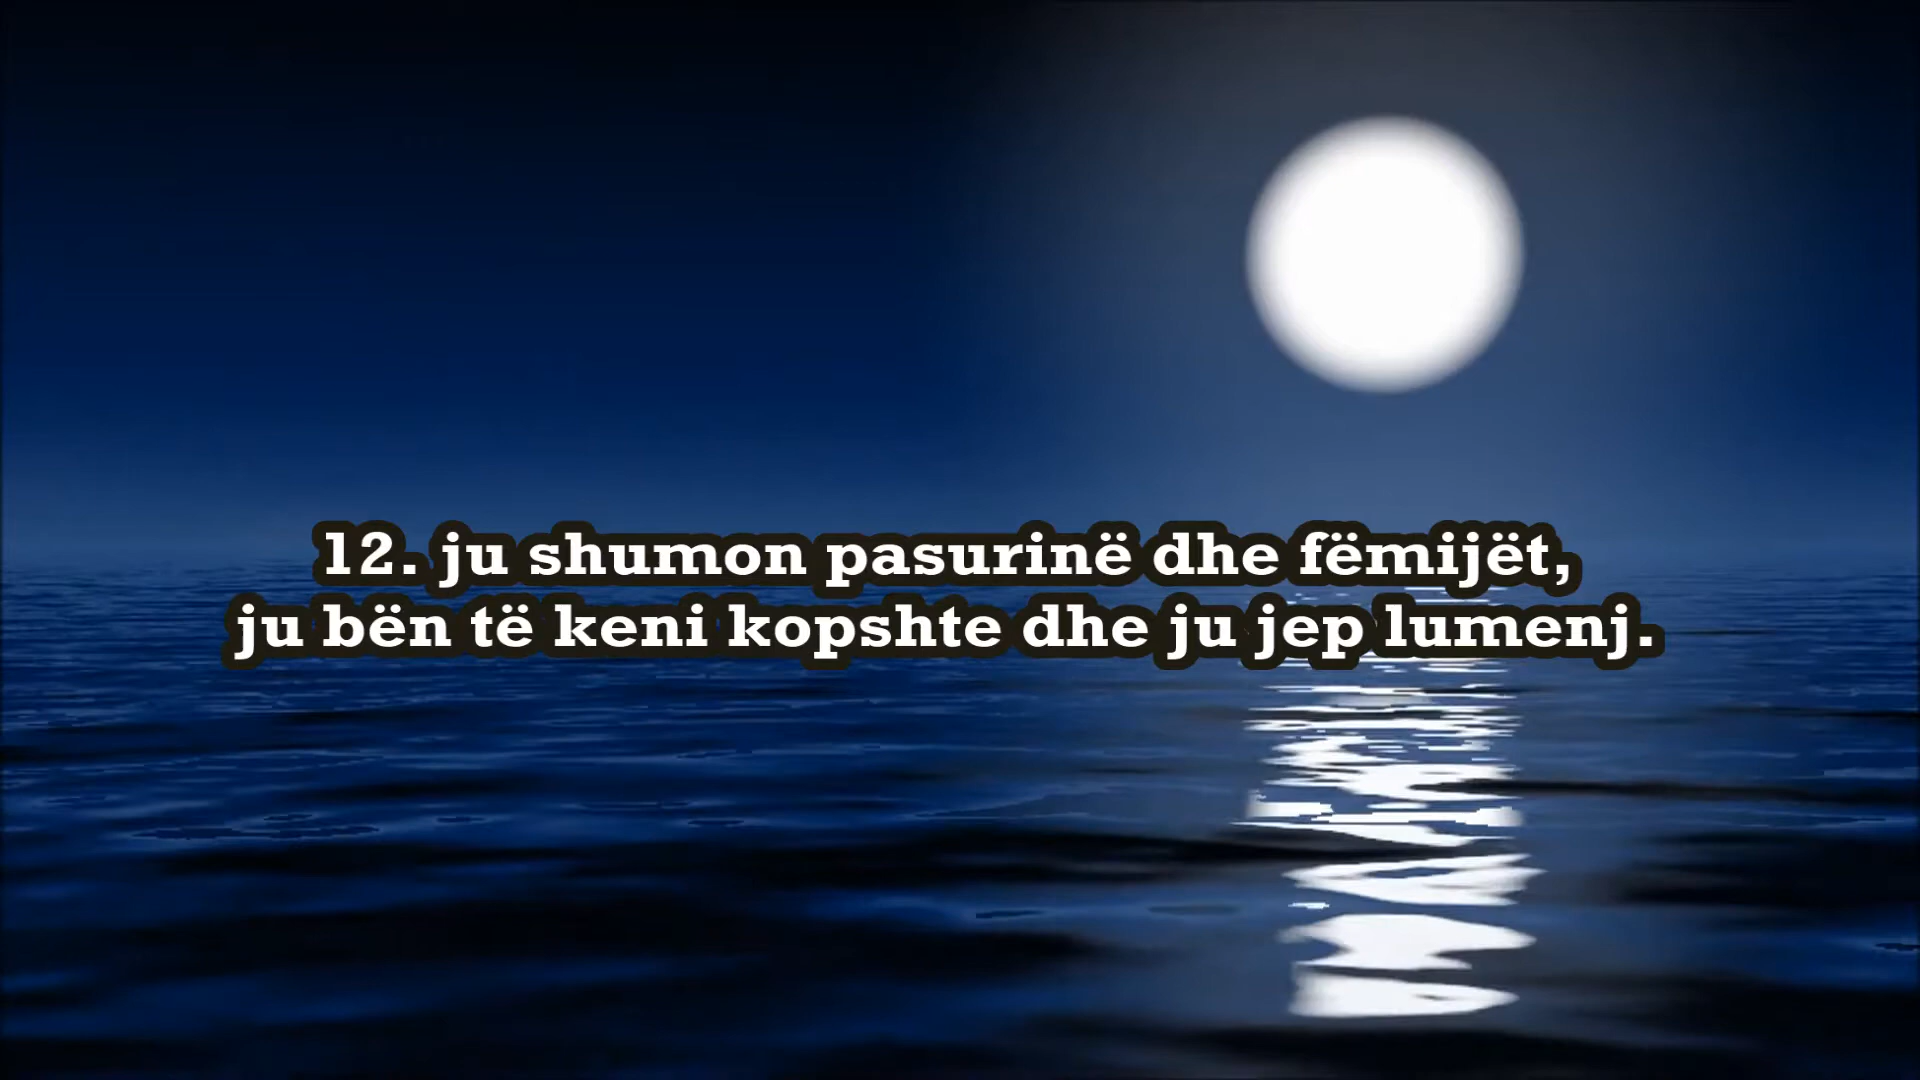 12. ju shumon pasurinë dhe fëmijët,
ju bën të keni kopshte dhe ju jep lumenj.